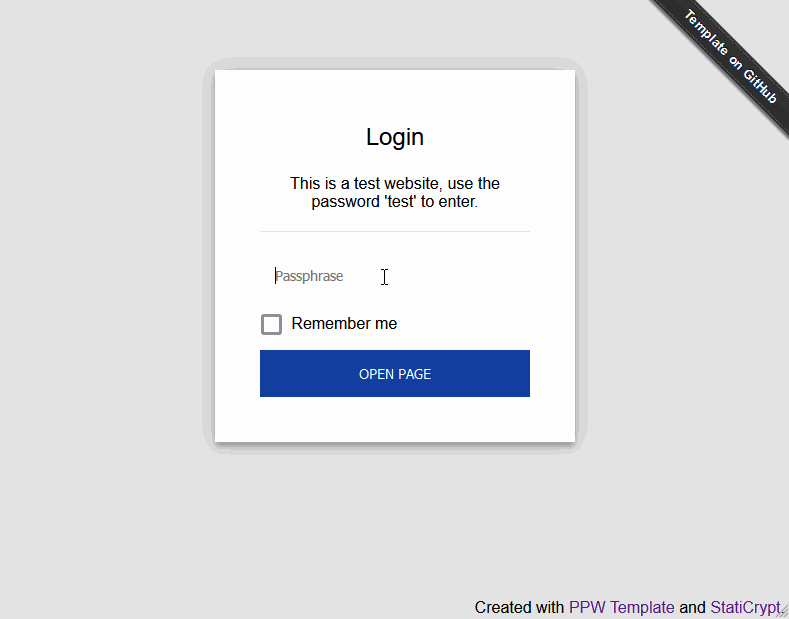 Template on GitHub
Login
This is a test website, use the
password 'test' to enter.
Passphrase
Remember me
OPEN PAGE
Created with PPW Template and StatiCrypt.